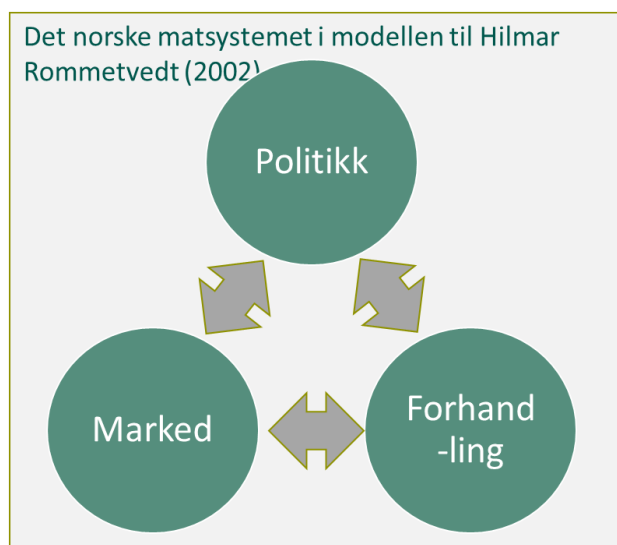 Det norske matsystemet i modellen til Hilmar
Rommetvedt (2002)
Politikk
Marked
Forhand
-ling